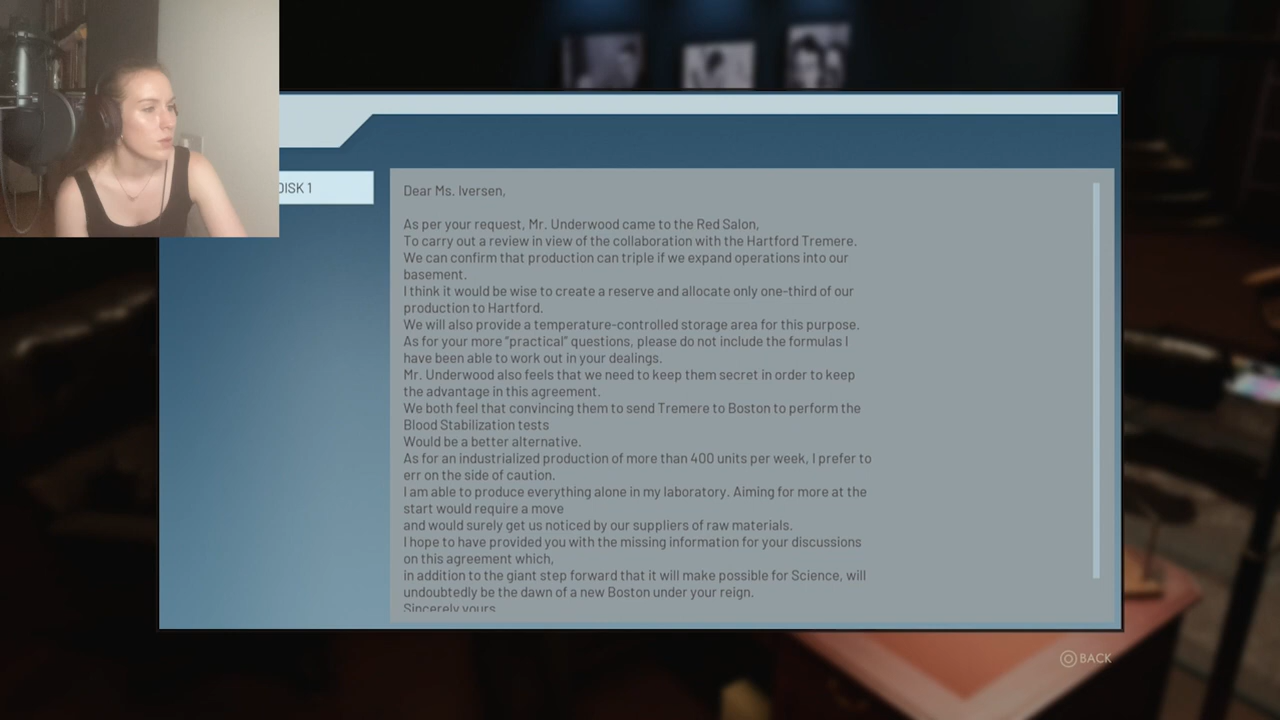 DISK 1
Dear Ms. Iversen,
As per your request, Mr. Underwood came to the Red Salon,
To carry out a review in view of the collaboration with the Hartford Tremere.
We can confirm that production can triple if we expand operations into our
basement.
I think it would be wise to create a reserve and allocate only one-third of our
production to Hartford.
We will also provide a temperature-controlled storage area for this purpose.
As for your more "practical" questions, please do not include the formulas I
have been able to work out in your dealings.
Mr. Underwood also feels that we need to keep them secret in order to keep
the advantage in this agreement.
We both feel that convincing them to send Tremere to Boston to perform the
Blood Stabilization tests
Would be a better alternative.
As for an industrialized production of more than 400 units per week, I prefer to
err on the side of caution.
I am able to produce everything alone in my laboratory. Aiming for more at the
start would require a move
and would surely get us noticed by our suppliers of raw materials.
I hope to have provided you with the missing information for your discussions
on this agreement which,
in addition to the giant step forward that it will make possible for Science, will
undoubtedly be the dawn of a new Boston under your reign.
Sincerely yours
BACK